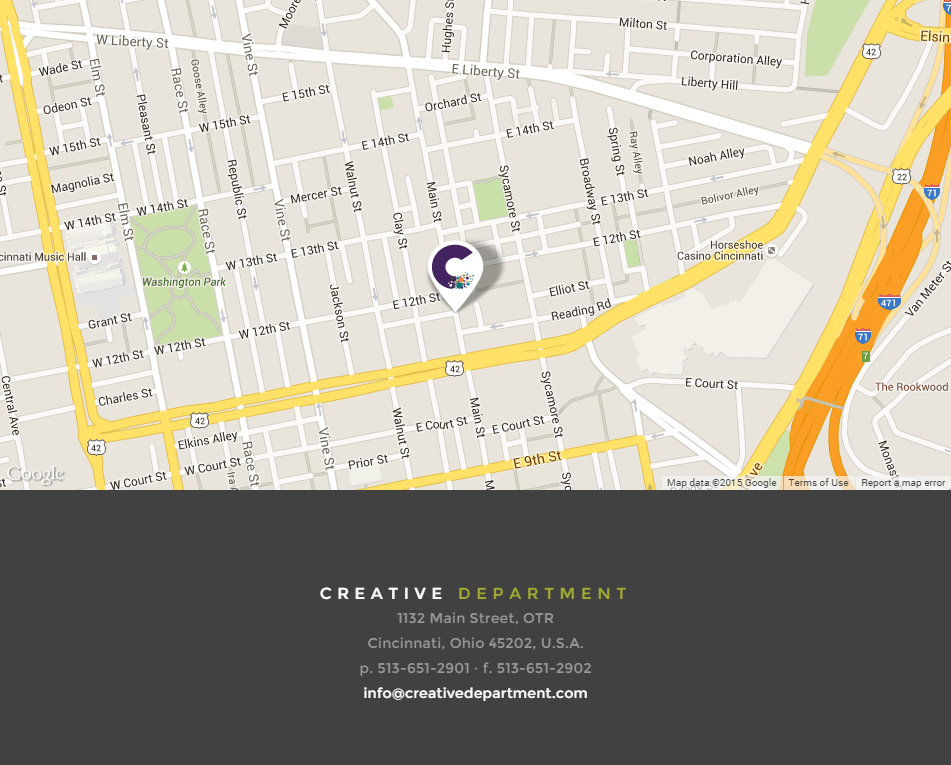 Moore
Hughes S
Milton St
W Liberty St
Vine St
Elsin
42
Corporation Alley
Wade St
Elm St
Race St
Goose Alley
E Liberty St
Liberty Hill
E 15th St
Orchard St
Odeon St
Pleasant St
W 15th St
E 14th St
E 14th St
W 15th St
Spring St
Ray Alley
Noah Alley
Magnolia St
Republic St
Walnut St
Main St
Sycamore St
Broadway St
22
71
Mercer St
E 13th St
Bolivor Alley
W 14th St
W 14th St
Elm St
Race St
Vine St
Clay St
E 12th St
E 13th St
cinnati Music Hall
W 13th St
Horseshoe
Casino Cincinnati
Washington Park
Jackson St
E 12th St
Elliot St
Reading Rd
471
Van Meter St
Grant St
W 12th St
W 12th St
W 12th St
71
7
42
Central Ave
Charles St
Sycamore St
E Court St
The Rookwood
42
42
Elkins Alley
Walnut St
E Court St
Main St
E Court St
Race St
Vine St
Prior St
E 9th St
Monas
Google
W Court St
W Court St
Ira A
M
Syc
ve
Map data ©2015 Google
Terms of Use
Report a map error
CREATIVE DEPARTMENT
1132 Main Street, OTR
Cincinnati, Ohio 45202, U.S.A.
p. 513-651-2901 · f. 513-651-2902
info@creativedepartment.com